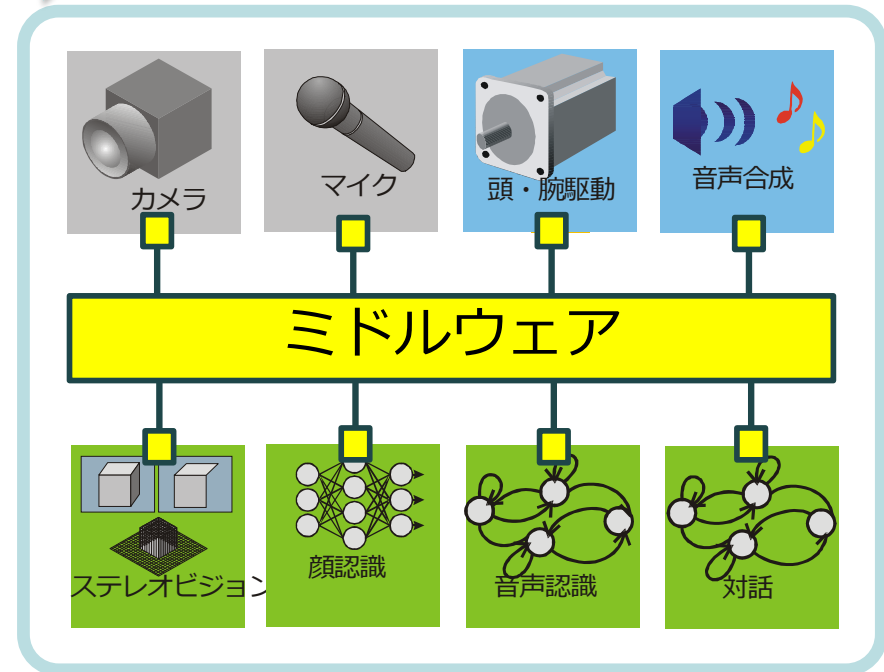 カメラ
マイク
頭・腕駆動
音声合成
ミドルウェア
ステレオビジョン
顔認識
音声認識
対話